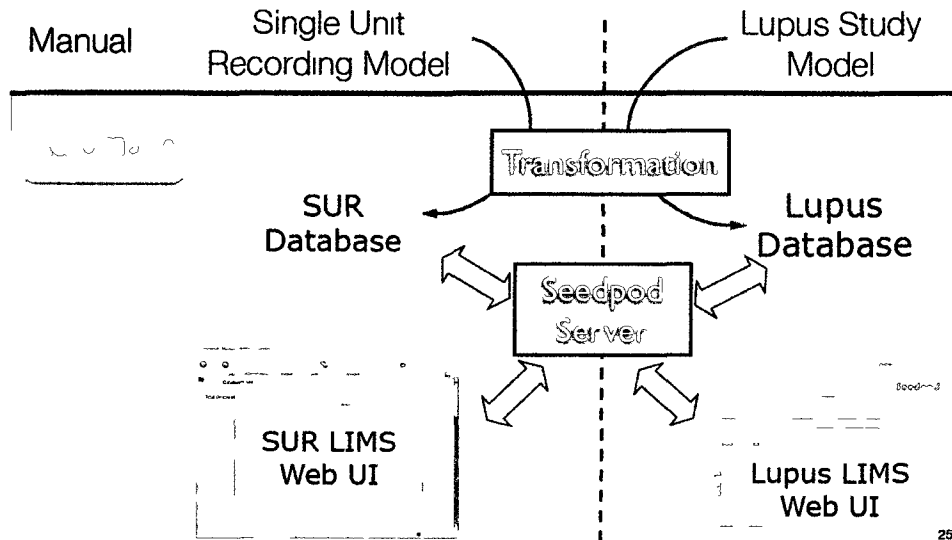 Manual
Single Unit
Recording Model
Lupus Study
Model
Transformation
SUR
Database
Lupus
Database
Seedpod
Server
SUR LIMS
Web UI
Lupus LIMS
Web UI
25